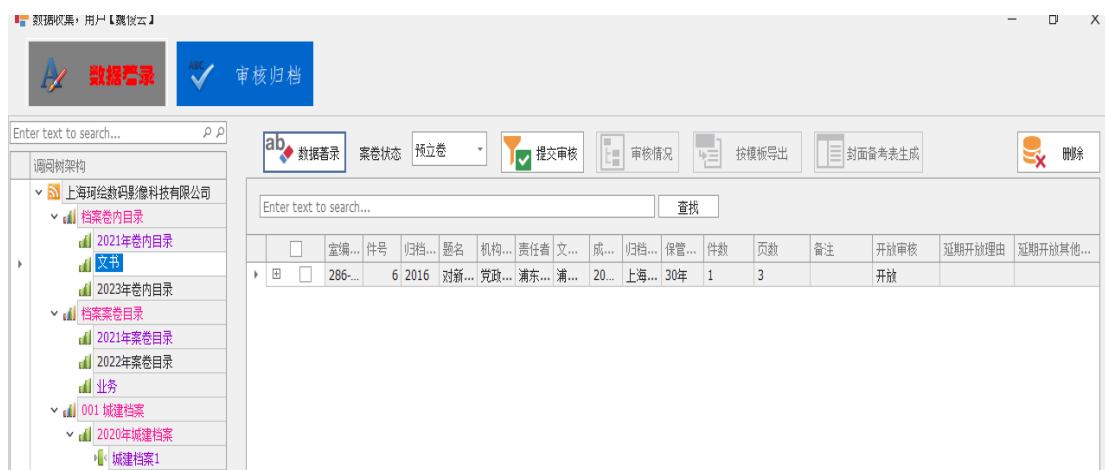 数据收集，用户【魏俊云】
数据著录 审核归档
Enter text to search...
调阅树架构
上海珂绘数码影像科技有限公司
档案卷内目录
2021年卷内目录
文书
2023年卷内目录
档案案卷目录
2021年案卷目录
2022年案卷目录
业务
001 城建档案
2020年城建档案
城建档案1
数据著录 案卷状态 预立卷 提交审核 审核情况 按模板导出 封面备考表生成 删除
Enter text to search... 查找
室编... 件号 归档... 题名 机构... 责任者 文... 成... 归档... 保管... 件数 页数 备注 开放审核 延期开放理由 延期开放其他...
286-... 6 2016 对新... 党政... 浦东... 浦... 20... 上海... 30年 1 3 开放